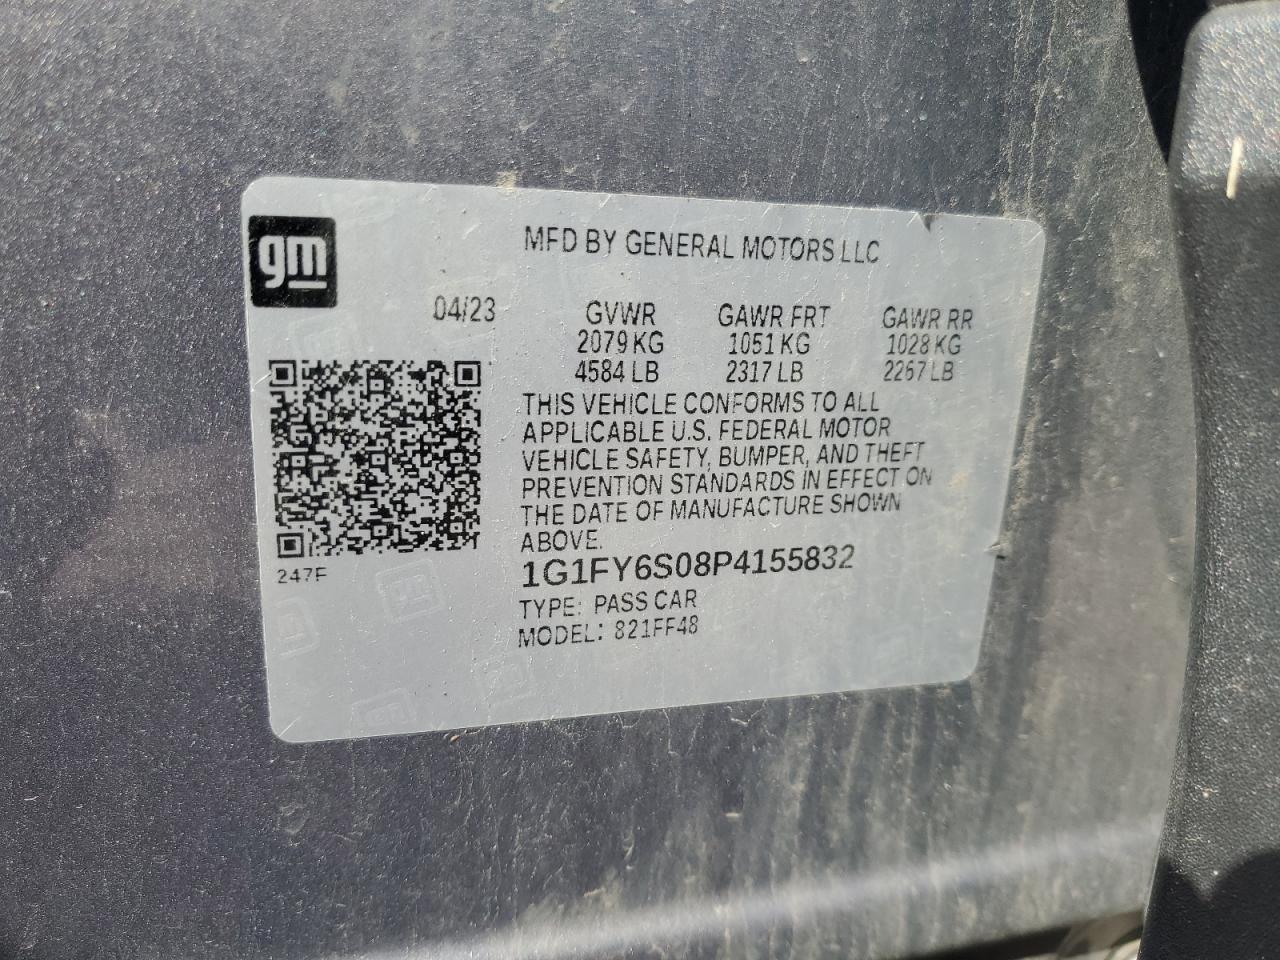 gm
MFD BY GENERAL MOTORS LLC
04/23
GVWR GAWR FRT GAWR RR
2079 KG 1051 KG 1028 KG
4584 LB 2317 LB 2267 LB
THIS VEHICLE CONFORMS TO ALL
APPLICABLE U.S. FEDERAL MOTOR
VEHICLE SAFETY, BUMPER, AND THEFT
PREVENTION STANDARDS IN EFFECT ON
THE DATE OF MANUFACTURE SHOWN
ABOVE.
247F
1G1FY6S08P4155832
TYPE: PASS CAR
MODEL: 821FF48